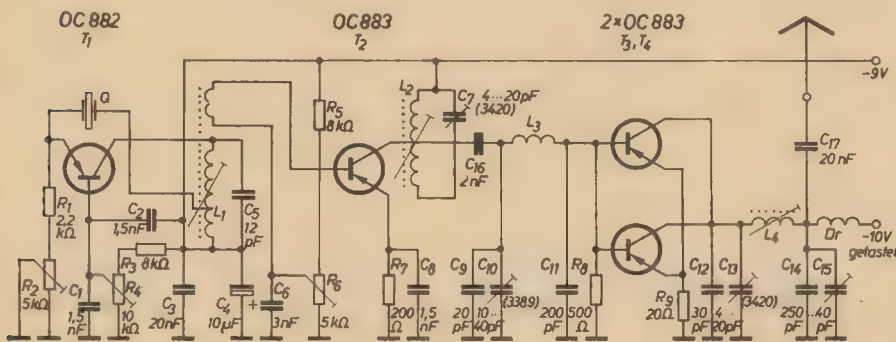 OC 882
T₁
OC883
T₂
2×OC 883
T₃, T₄
-9V
Q
R₁
2,2
kΩ
R₂
5kΩ
C₁
1,5
nF
C₂
1,5nF
R₃
8kΩ
R₄
10
kΩ
C₃
20nF
L₁
C₅
12
pF
C₄
10µF
+
C₆
3nF
R₅
8kΩ
R₆
5kΩ
L₂
C₇
4...20pF
(3420)
C₁₆
2nF
R₇
200
Ω
C₈
1,5
nF
L₃
C₉
20
pF
C₁₀
10...
40pF
(3389)
C₁₁
200
pF
R₈
500
Ω
R₉
20Ω
C₁₂
30
pF
C₁₃
4...
20pF
(3420)
L₄
C₁₇
20nF
Dr
-10V
getastet
C₁₄
250...
pF
C₁₅
40
pF